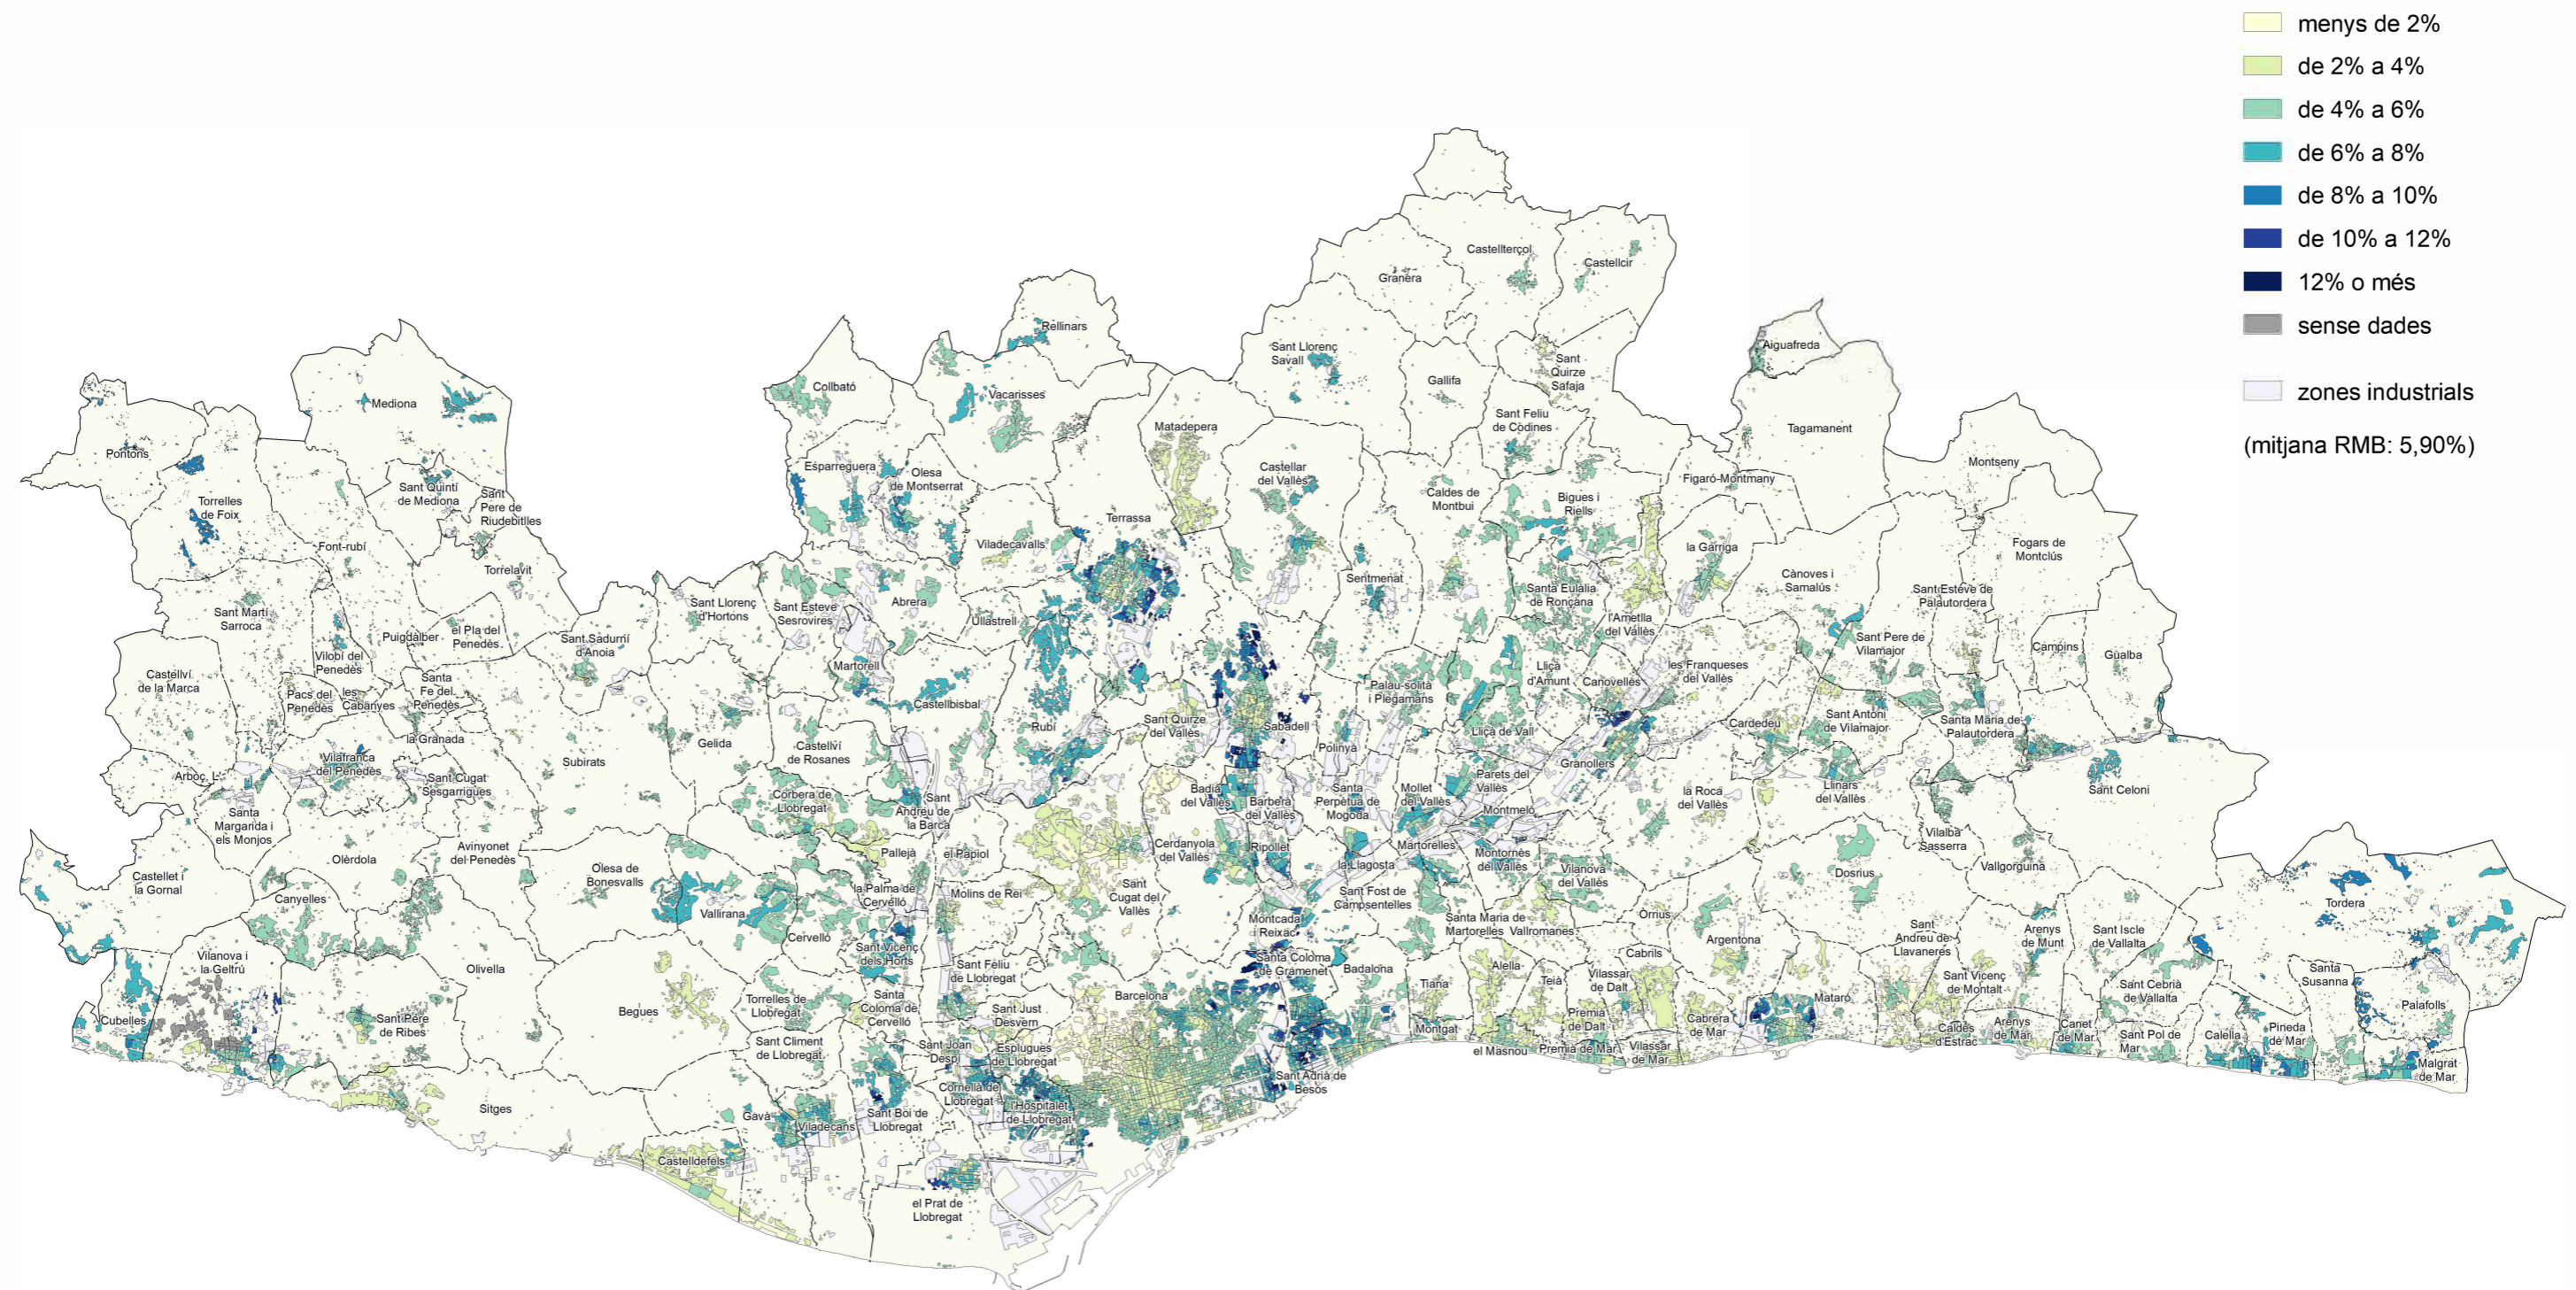 menys de 2%
de 2% a 4%
de 4% a 6%
de 6% a 8%
de 8% a 10%
de 10% a 12%
12% o més
sense dades
zones industrials
(mitjana RMB: 5,90%)
Castellterçol
Castellcir
Granera
Rellinars
Sant Llorenç
Savall
Sant
Quirze
Safaja
Aiguafreda
Collbató
Vacarisses
Gallifa
Mediona
Matadepera
Sant Feliu
de Codines
Tagamanent
Pontons
Esparreguera
Olesa
de Montserrat
Castellar
del Vallès
Montseny
Figaró-Montmany
Sant Quintí
de Mediona
Sant
Pere de
Riudebitlles
Torrelles
de Foix
Caldes de
Montbui
Bigues i
Riells
Terrassa
Viladecavalls
Font-rubí
la Garriga
Fogars de
Montclús
Torrelavit
Sentmenat
Cànoves i
Samalús
Santa Eulàlia
de Ronçana
Sant Esteve de
Palautordera
Sant Llorenç
d'Hortons
Sant Esteve
Sesrovires
Abrera
Ullastrell
Sant Martí
Sarroca
l'Ametlla
del Vallès
Puigdàlber
el Pla del
Penedès
Sant Sadurní
d'Anoia
Sant Pere de
Vilamajor
Campins
Gualba
Vilobí del
Penedès
Martorell
les Franqueses
del Vallès
Lliçà
d'Amunt
Canovelles
Castellví
de la Marca
Pacs del
Penedès
les
Cabanyes
Santa
Fe del
Penedès
Palau-solità
i Plegamans
Castellbisbal
Rubí
Sant Quirze
del Vallès
Sabadell
Cardedeu
Sant Antoni
de Vilamajor
Santa Maria de
Palautordera
la Granada
Gelida
Castellví
de Rosanes
Polinyà
Lliçà de Vall
Granollers
Arboç, L'
Vilafranca
del Penedès
Sant Cugat
Sesgarrigues
Subirats
Parets del
Vallès
Llinars
del Vallès
Sant Celoni
Corbera de
Llobregat
Sant
Andreu de
la Barca
Badia
del Vallès
Barberà
del Vallès
Santa
Perpètua de
Mogoda
Mollet
del Vallès
Montmeló
la Roca
del Vallès
Santa
Margarida i
els Monjos
Vilalba
Sasserra
Avinyonet
del Penedès
Olèrdola
Pallejà
el Papiol
Cerdanyola
del Vallès
Ripollet
Martorelles
Montornès
del Vallès
la Llagosta
Vallgorguina
Castellet i
la Gornal
Olesa de
Bonesvalls
Vilanova
del Vallès
Dosrius
Canyelles
la Palma de
Cervelló
Molins de Rei
Sant
Cugat del
Vallès
Sant Fost de
Campsentelles
Tordera
Vallirana
Cervelló
Montcada
i Reixac
Santa Maria de
Martorelles
Vallromanes
Òrrius
Argentona
Sant
Andreu de
Llavaneres
Arenys
de Munt
Sant Iscle
de Vallalta
Sant Vicenç
dels Horts
Vilanova i
la Geltrú
Olivella
Sant Feliu
de Llobregat
Santa Coloma
de Gramenet
Badalona
Cabrils
Alella
Teià
Vilassar
de Dalt
Tiana
Sant Vicenç
de Montalt
Santa
Susanna
Sant Cebrià
de Vallalta
Palafolls
Begues
Torrelles de
Llobregat
Santa
Coloma de
Cervelló
Barcelona
Sant Just
Desvern
Mataró
Cubelles
Sant Pere
de Ribes
Premià
de Dalt
Cabrera
de Mar
Montgat
Caldes
d'Estrac
Arenys
de Mar
Canet
de Mar
Sant Pol de
Mar
Calella
Pineda
de Mar
Sant Climent
de Llobregat
Sant Joan
Despí
Esplugues
de Llobregat
el Masnou
Premià de Mar
Vilassar
de Mar
Malgrat
de Mar
Sant Adrià de
Besòs
Cornellà de
Llobregat
l'Hospitalet
de Llobregat
Sitges
Gavà
Viladecans
Sant Boi de
Llobregat
Castelldefels
el Prat de
Llobregat